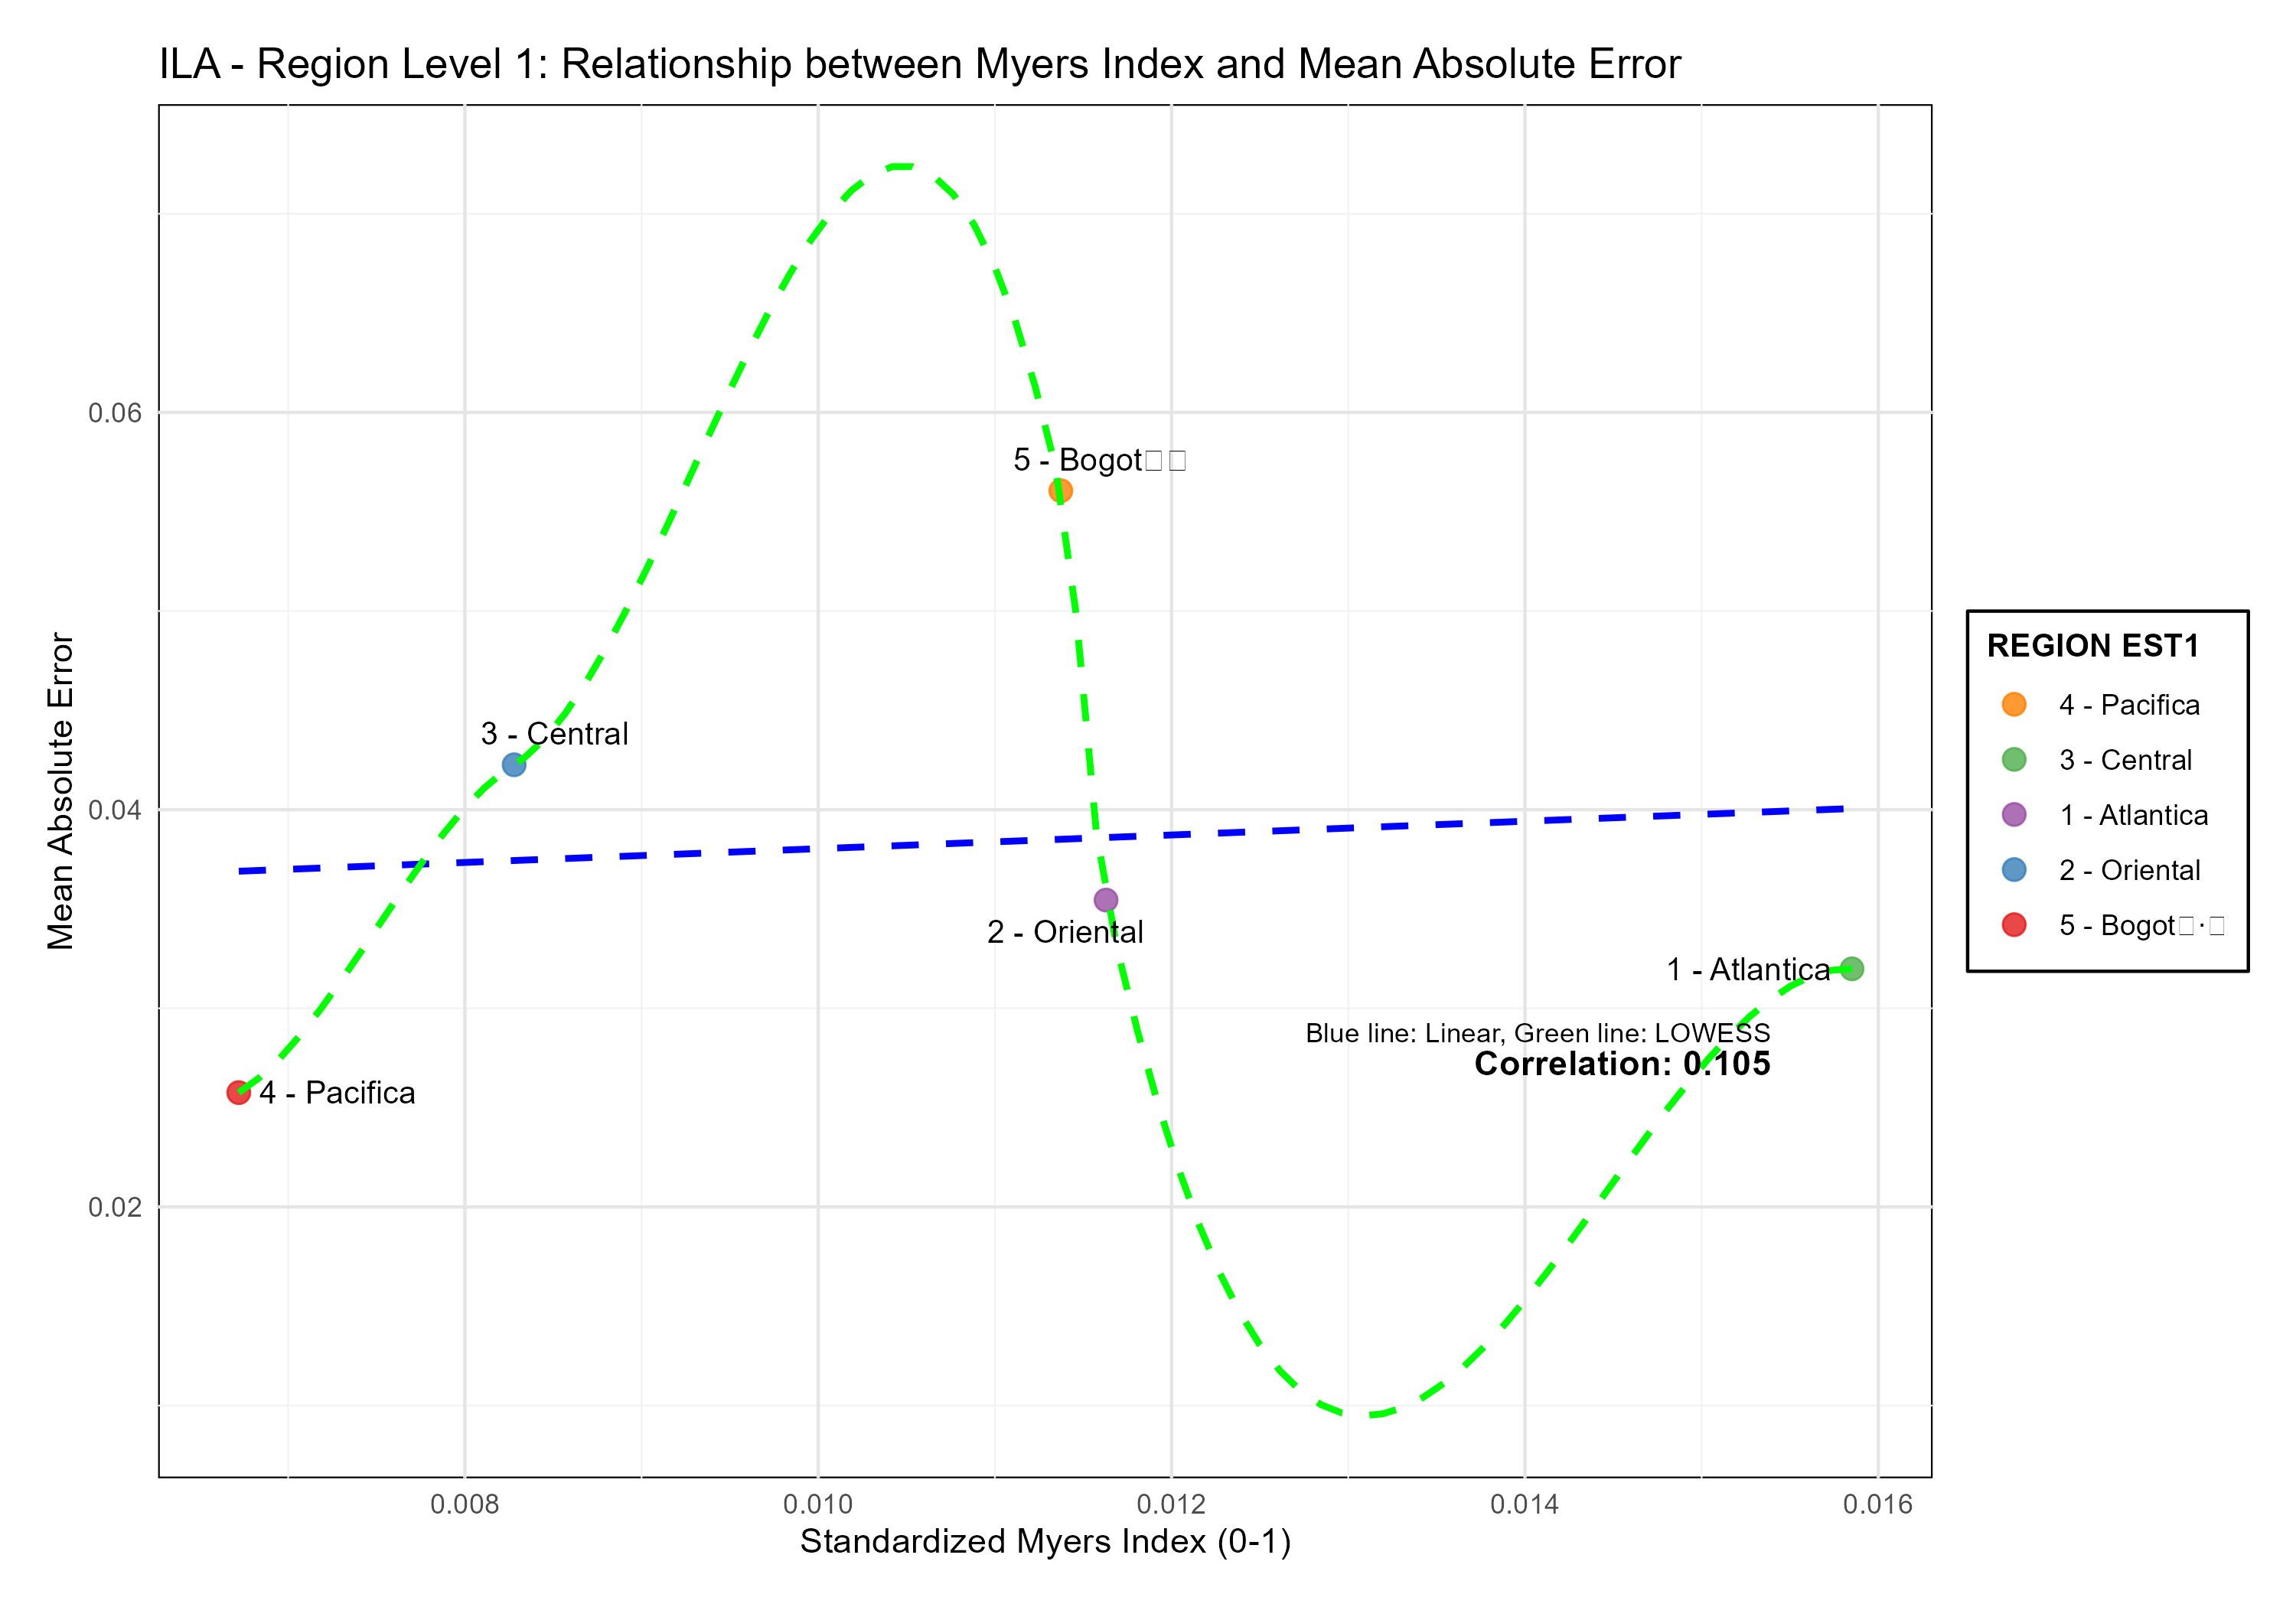 ILA - Region Level 1: Relationship between Myers Index and Mean Absolute Error
Mean Absolute Error
0.06
0.04
0.02
5 - Bogot□□
3 - Central
2 - Oriental
1 - Atlantica
Blue line: Linear, Green line: LOWESS
Correlation: 0.105
4 - Pacifica
0.008
0.010
0.012
0.014
0.016
Standardized Myers Index (0-1)
REGION EST1
4 - Pacifica
3 - Central
1 - Atlantica
2 - Oriental
5 - Bogot□·□